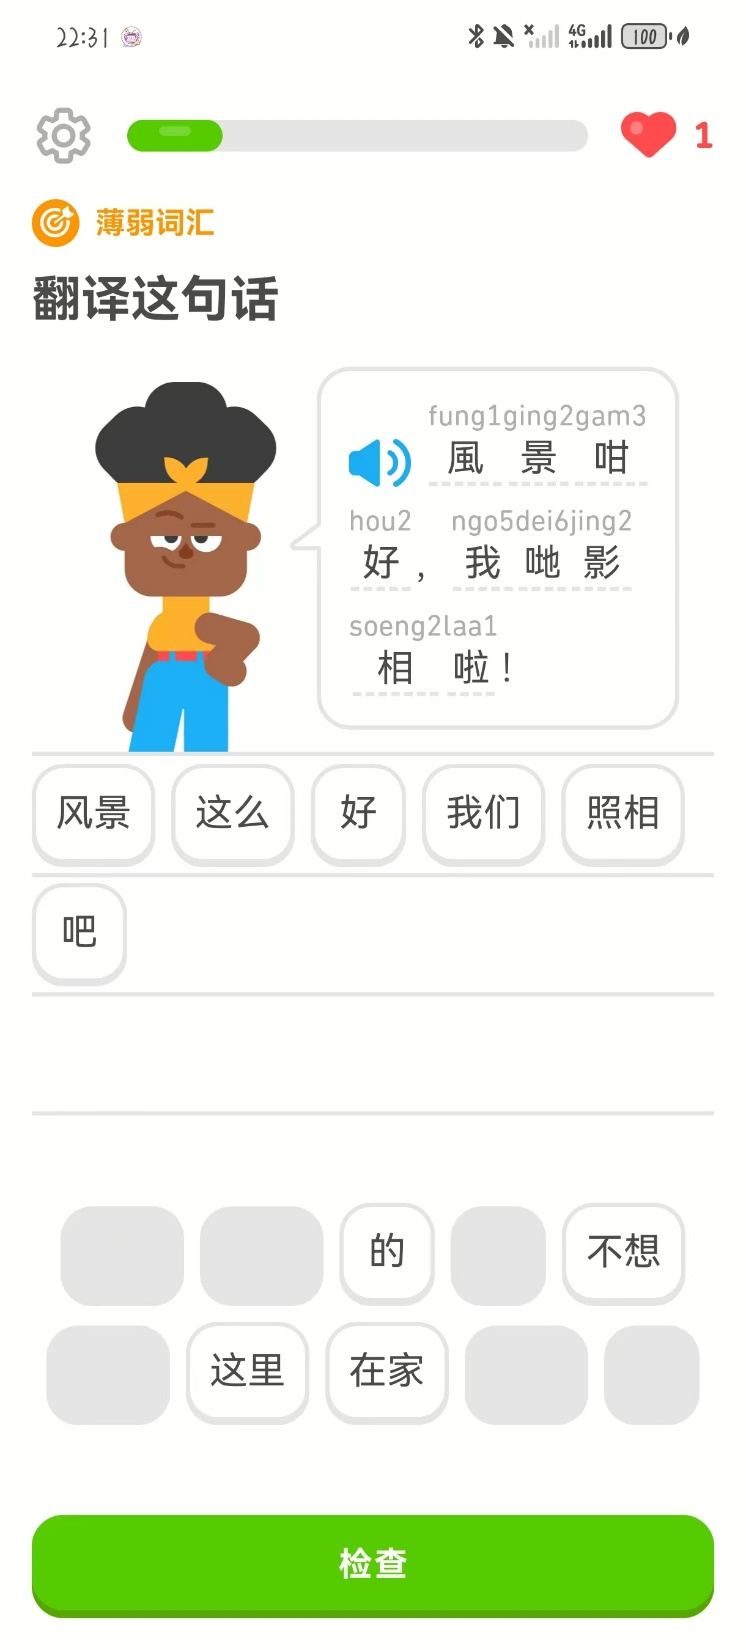 22:31 4G 100
1
薄弱词汇
翻译这句话
fung1ging2gam3
風景咁
hou2 ngo5dei6jing2
好，我哋影
soeng2laa1
相啦！
风景 这么 好 我们 照相
吧
的 不想
这里 在家
检查